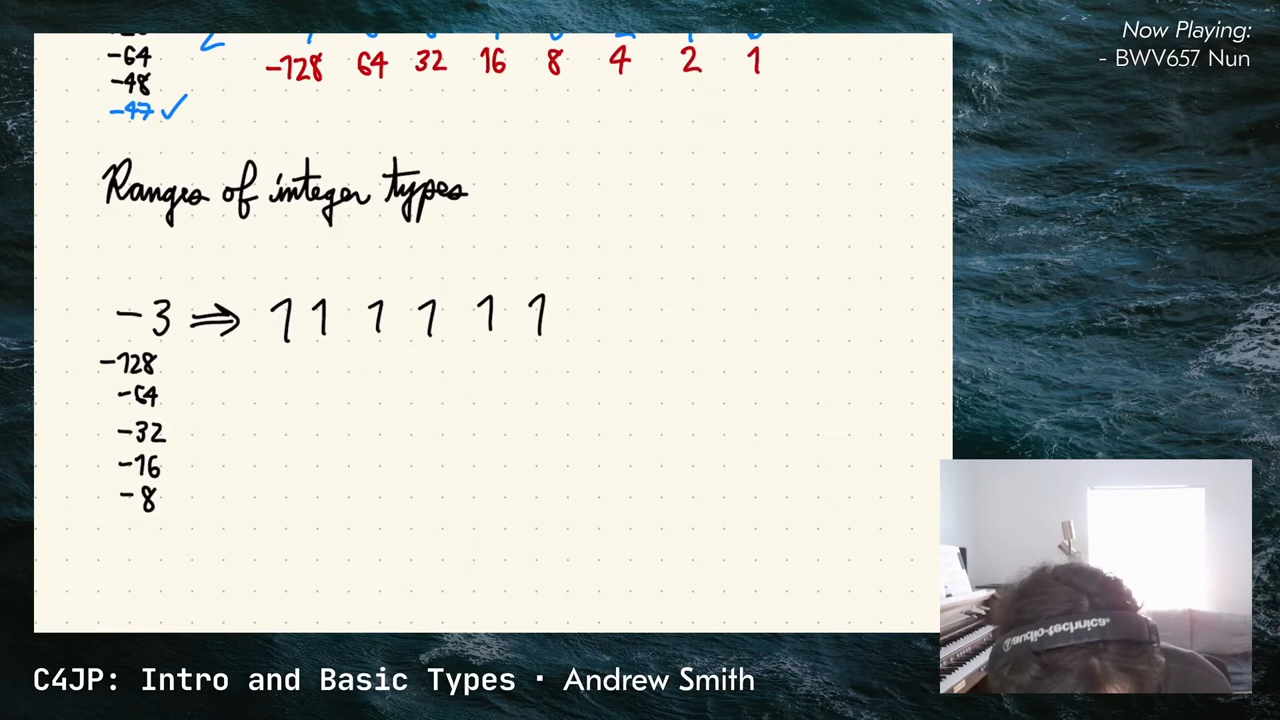 Now Playing:
- BWV657 Nun
-64
-128 64 32 16 8 4 2 1
-48
-47 ✓
Ranges of integer types
-3 ⇒ 1 1 1 1 1 1
-128
-64
-32
-16
-8
audio-technica
C4JP: Intro and Basic Types · Andrew Smith